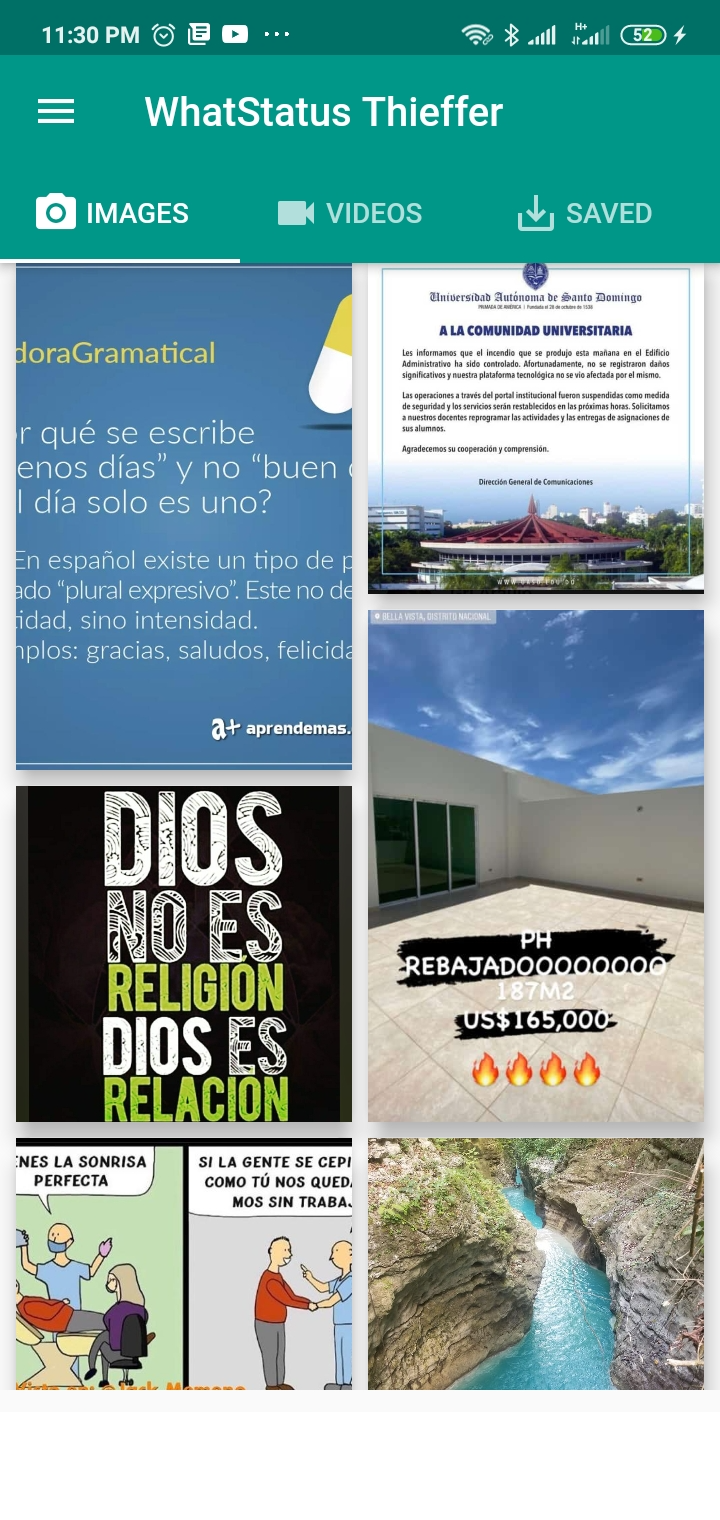 11:30 PM
H+
52
WhatStatus Thieffer
IMAGES
VIDEOS
SAVED
doraGramatical
r qué se escribe
enos días” y no “buen
l día solo es uno?
En español existe un tipo de p
ado “plural expresivo”. Este no de
idad, sino intensidad.
mplos: gracias, saludos, felicida
a+ aprendemas.
Universidad Autónoma de Santo Domingo
PRIMADA DE AMÉRICA | Fundada el 28 de octubre de 1538
A LA COMUNIDAD UNIVERSITARIA
Les informamos que el incendio que se produjo esta mañana en el Edificio
Administrativo ha sido controlado. Afortunadamente, no se registraron daños
significativos y nuestra plataforma tecnológica no se vio afectada por el mismo.
Las operaciones a través del portal institucional fueron suspendidas como medida
de seguridad y los servicios serán restablecidos en las próximas horas. Solicitamos
a nuestros docentes reprogramar las actividades y las entregas de asignaciones de
sus alumnos.
Agradecemos su cooperación y comprensión.
Dirección General de Comunicaciones
WWW.UASD.EDU.DO
BELLA VISTA, DISTRITO NACIONAL
PH
REBAJADOOOOOOOOO
187M2
US$165,000
DIOS
NO ES
RELIGIÓN
DIOS ES
RELACIÓN
ENES LA SONRISA
PERFECTA
SI LA GENTE SE CEPI
COMO TÚ NOS QUEDA
MOS SIN TRABAJ